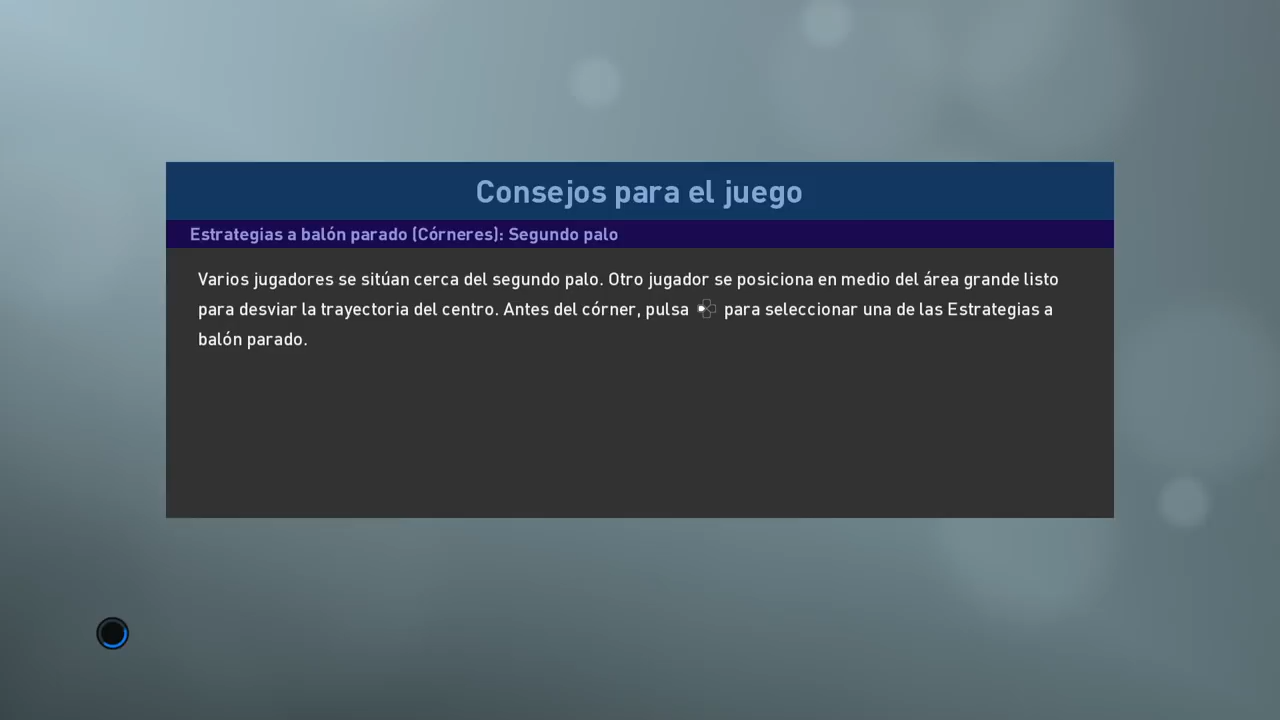 Consejos para el juego
Estrategias a balón parado (Córneres): Segundo palo
Varios jugadores se sitúan cerca del segundo palo. Otro jugador se posiciona en medio del área grande listo
para desviar la trayectoria del centro. Antes del córner, pulsa para seleccionar una de las Estrategias a
balón parado.